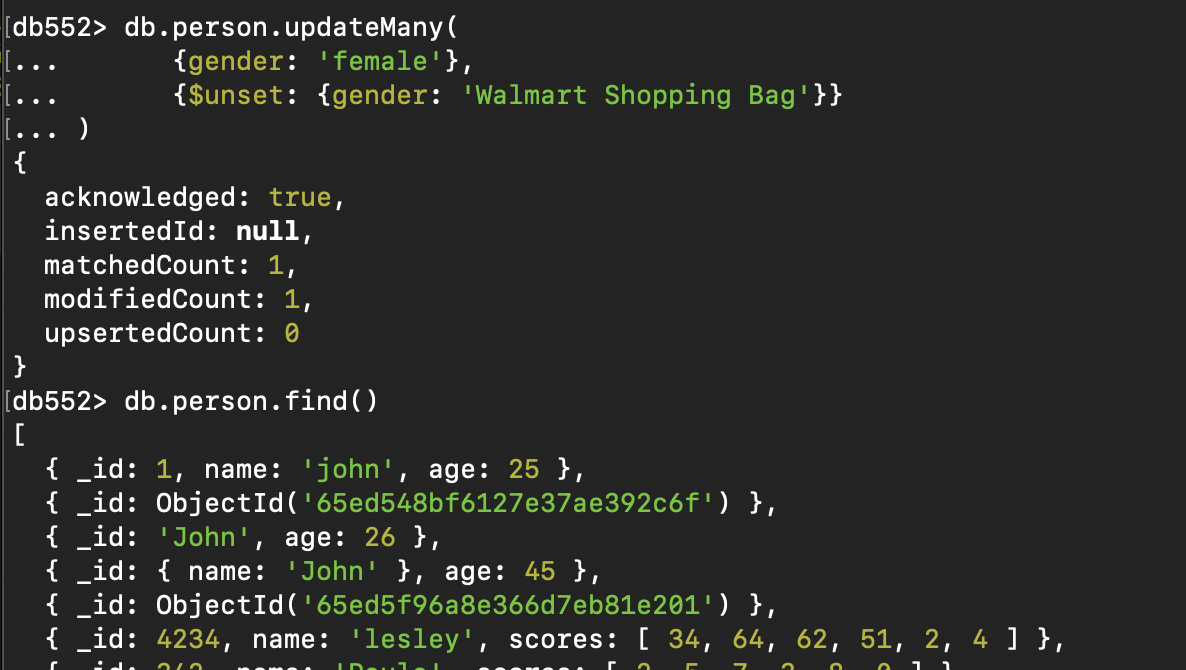 [db552> db.person.updateMany(
[...       {gender: 'female'},
[...       {$unset: {gender: 'Walmart Shopping Bag'}}
[... )
{
  acknowledged: true,
  insertedId: null,
  matchedCount: 1,
  modifiedCount: 1,
  upsertedCount: 0
}
[db552> db.person.find()
[
  { _id: 1, name: 'john', age: 25 },
  { _id: ObjectId('65ed548bf6127e37ae392c6f') },
  { _id: 'John', age: 26 },
  { _id: { name: 'John' }, age: 45 },
  { _id: ObjectId('65ed5f96a8e366d7eb81e201') },
  { _id: 4234, name: 'lesley', scores: [ 34, 64, 62, 51, 2, 4 ] },